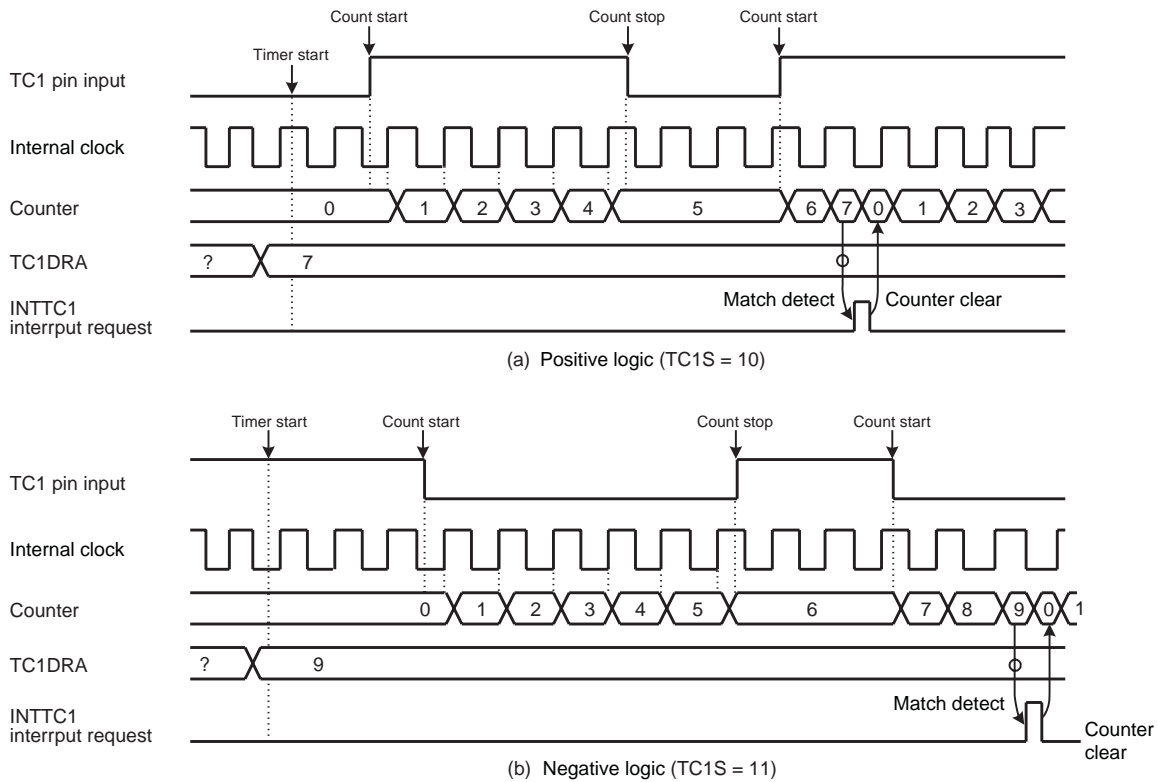 Count start Count stop Count start
Timer start
TC1 pin input
Internal clock
Counter 0 1 2 3 4 5 6 7 0 1 2 3
TC1DRA ? 7
Match detect Counter clear
INTTC1
interrput request
(a) Positive logic (TC1S = 10)
Timer start Count start Count stop Count start
TC1 pin input
Internal clock
Counter 0 1 2 3 4 5 6 7 8 9 0 1
TC1DRA ? 9
Match detect
INTTC1
interrput request
Counter
clear
(b) Negative logic (TC1S = 11)